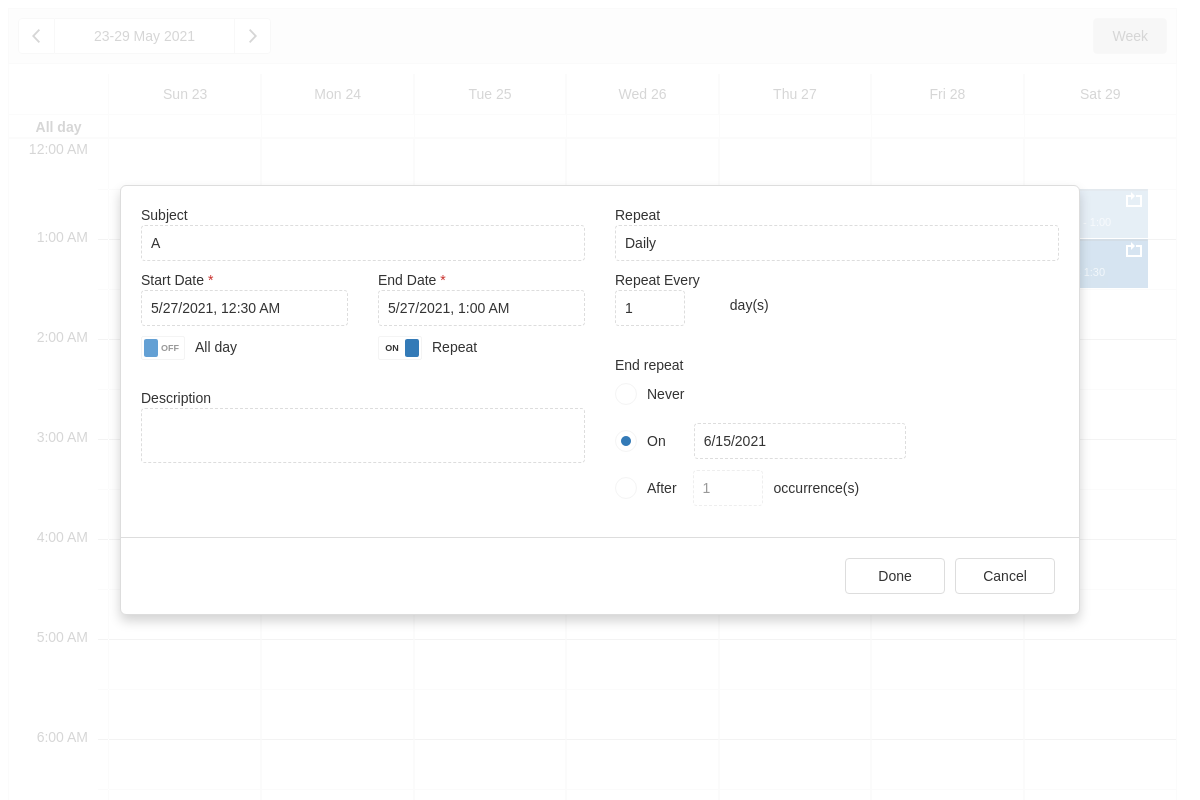 23-29 May 2021
Week
Sun 23
Mon 24
Tue 25
Wed 26
Thu 27
Fri 28
Sat 29
All day
12:00 AM
1:00 AM
2:00 AM
3:00 AM
4:00 AM
5:00 AM
6:00 AM
- 1:00
1:30
Subject
A
Start Date *
5/27/2021, 12:30 AM
End Date *
5/27/2021, 1:00 AM
OFF
All day
ON
Repeat
Description
Repeat
Daily
Repeat Every
1
day(s)
End repeat
Never
On
6/15/2021
After
1
occurrence(s)
Done
Cancel